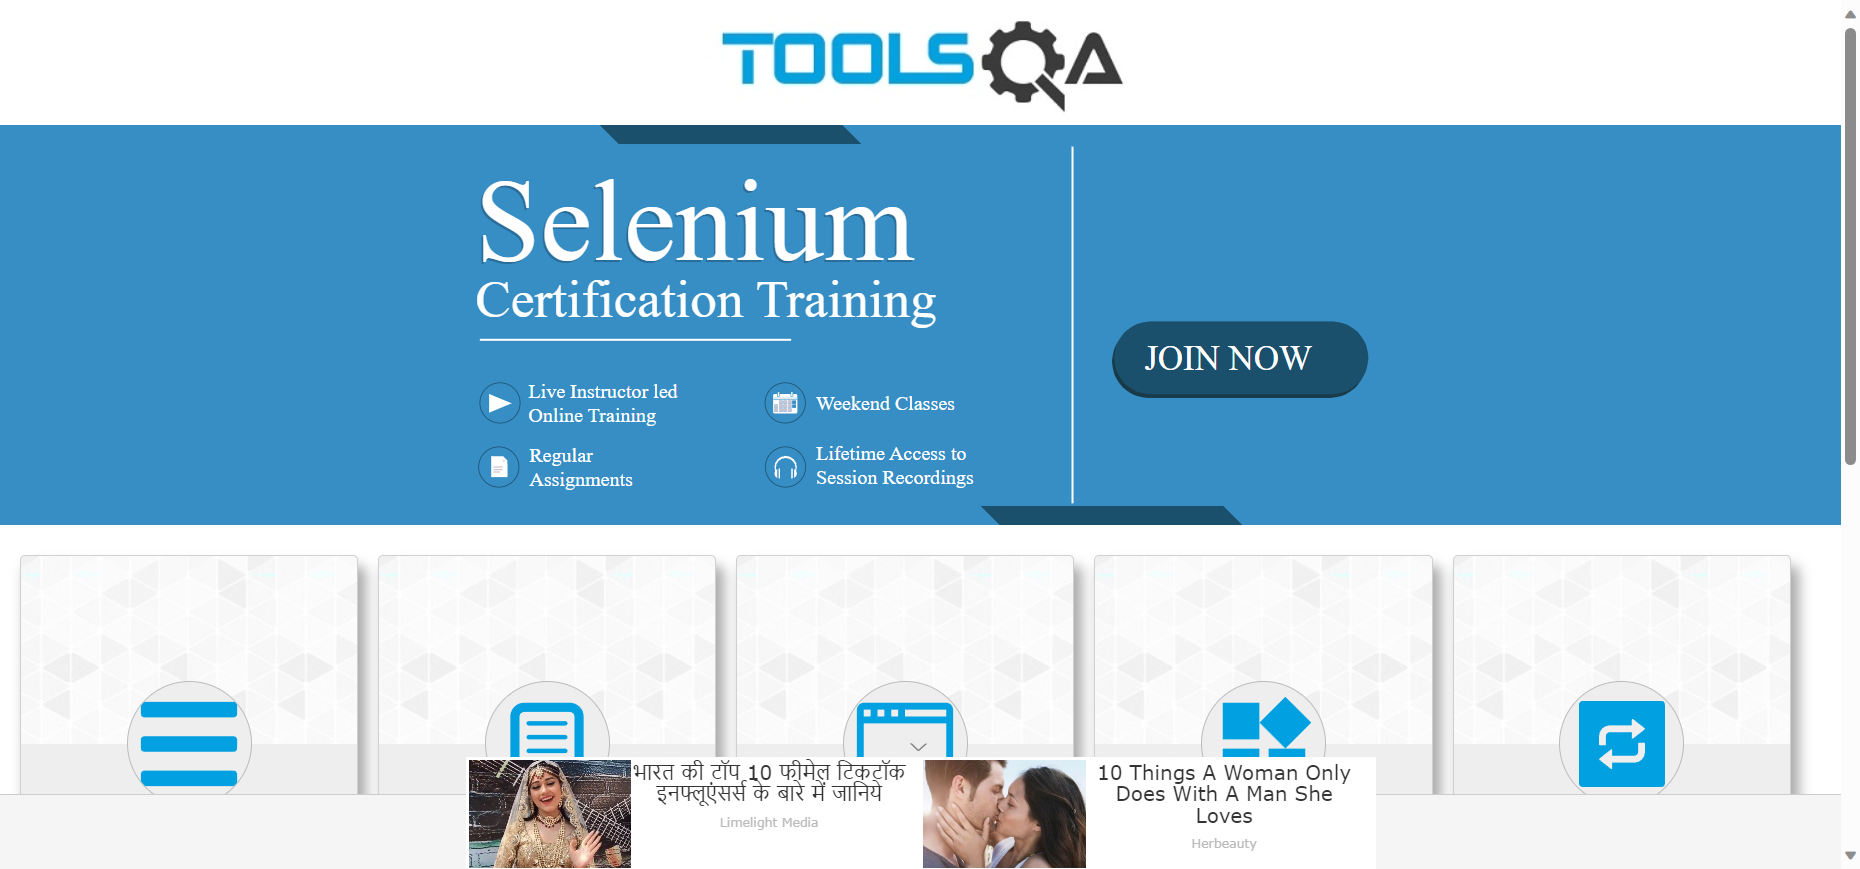 TOOLSQA
Selenium
Certification Training
JOIN NOW
Live Instructor led
Online Training
Weekend Classes
Regular
Assignments
Lifetime Access to
Session Recordings
भारत की टॉप 10 फीमेल टिकटॉक
इनफ्लूएंसर्स के बारे में जानिये
Limelight Media
10 Things A Woman Only
Does With A Man She
Loves
Herbeauty